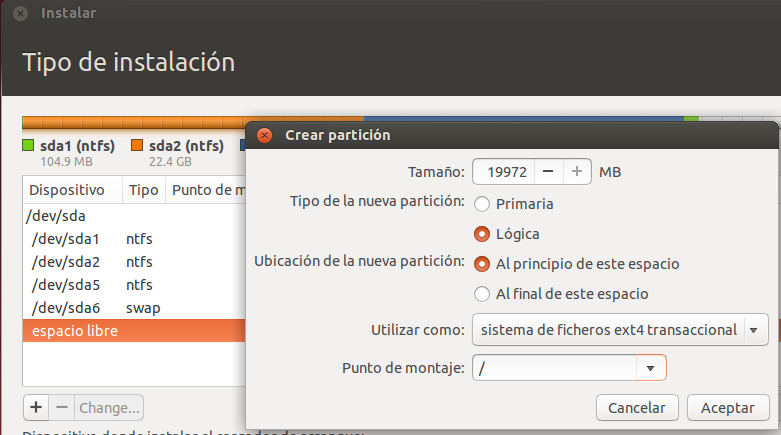 Instalar
Tipo de instalación
sda1 (ntfs) sda2 (ntfs)
104.9 MB 22.4 GB
Dispositivo Tipo Punto de m
/dev/sda
/dev/sda1 ntfs
/dev/sda2 ntfs
/dev/sda5 ntfs
/dev/sda6 swap
espacio libre
+ − Change...
Crear partición
Tamaño: 19972 − + MB
Tipo de la nueva partición: Primaria
Lógica
Ubicación de la nueva partición: Al principio de este espacio
Al final de este espacio
Utilizar como: sistema de ficheros ext4 transaccional
Punto de montaje: /
Cancelar Aceptar